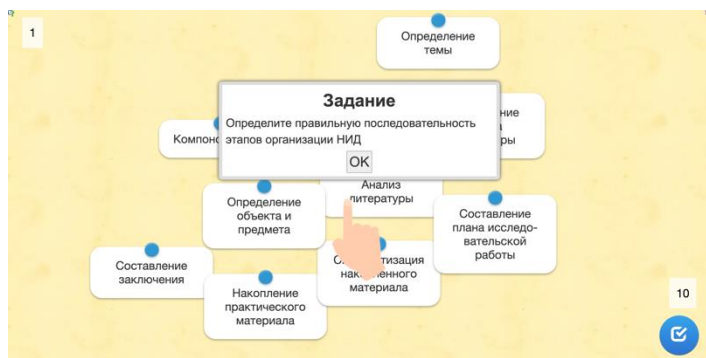 1
Определение
темы
Задание
Определите правильную последовательность
этапов организации НИД
OK
Анализ
литературы
Определение
объекта и
предмета
Составление
плана исследо-
вательской
работы
Составление
заключения
накопленного
материала
Накопление
практического
материала
10